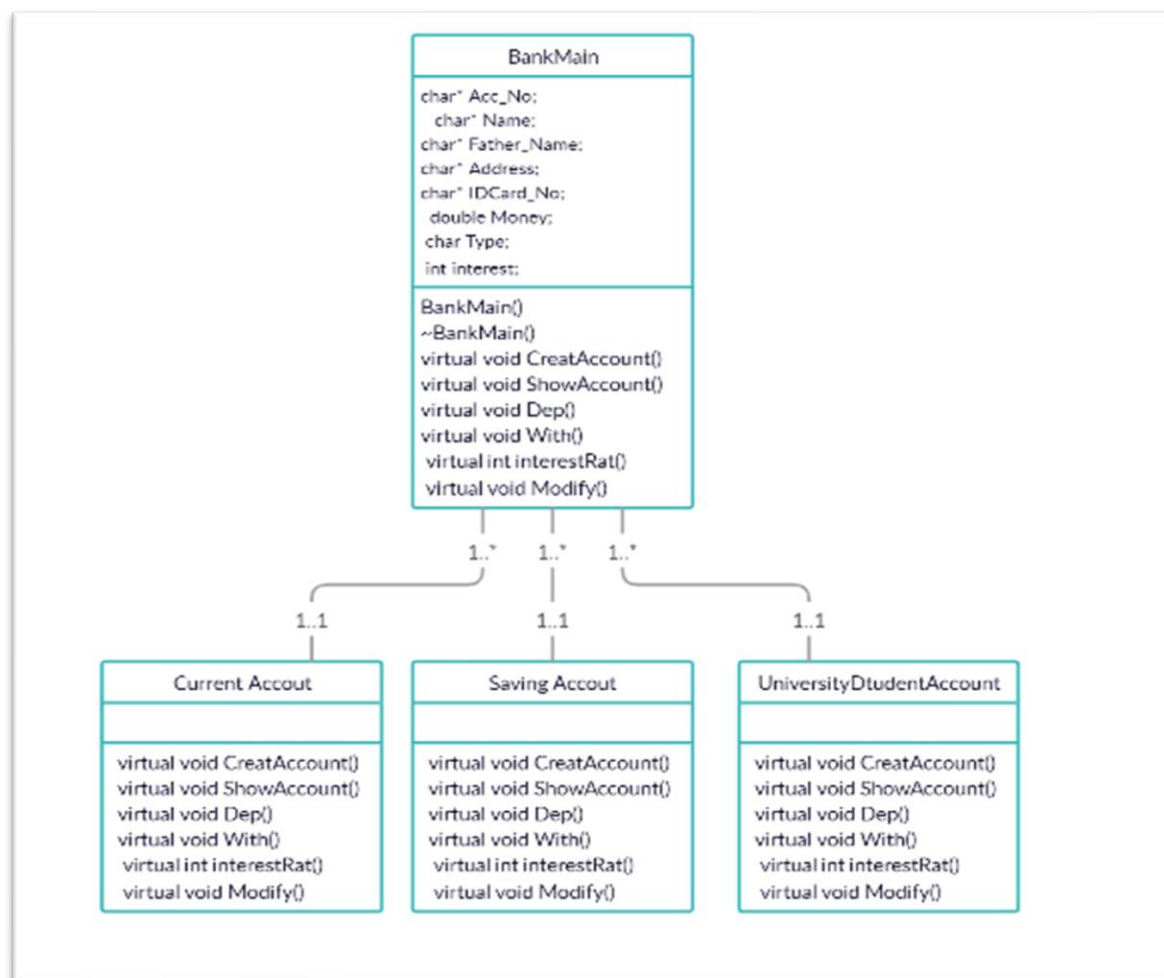 BankMain
char* Acc_No;
char* Name;
char* Father_Name;
char* Address;
char* IDCard_No;
double Money;
char Type;
int interest;
BankMain()
~BankMain()
virtual void CreatAccount()
virtual void ShowAccount()
virtual void Dep()
virtual void With()
virtual int interestRat()
virtual void Modify()
1..*
1..*
1..*
1..1
1..1
1..1
Current Accout
virtual void CreatAccount()
virtual void ShowAccount()
virtual void Dep()
virtual void With()
virtual int interestRat()
virtual void Modify()
Saving Accout
virtual void CreatAccount()
virtual void ShowAccount()
virtual void Dep()
virtual void With()
virtual int interestRat()
virtual void Modify()
UniversityDtudentAccount
virtual void CreatAccount()
virtual void ShowAccount()
virtual void Dep()
virtual void With()
virtual int interestRat()
virtual void Modify()